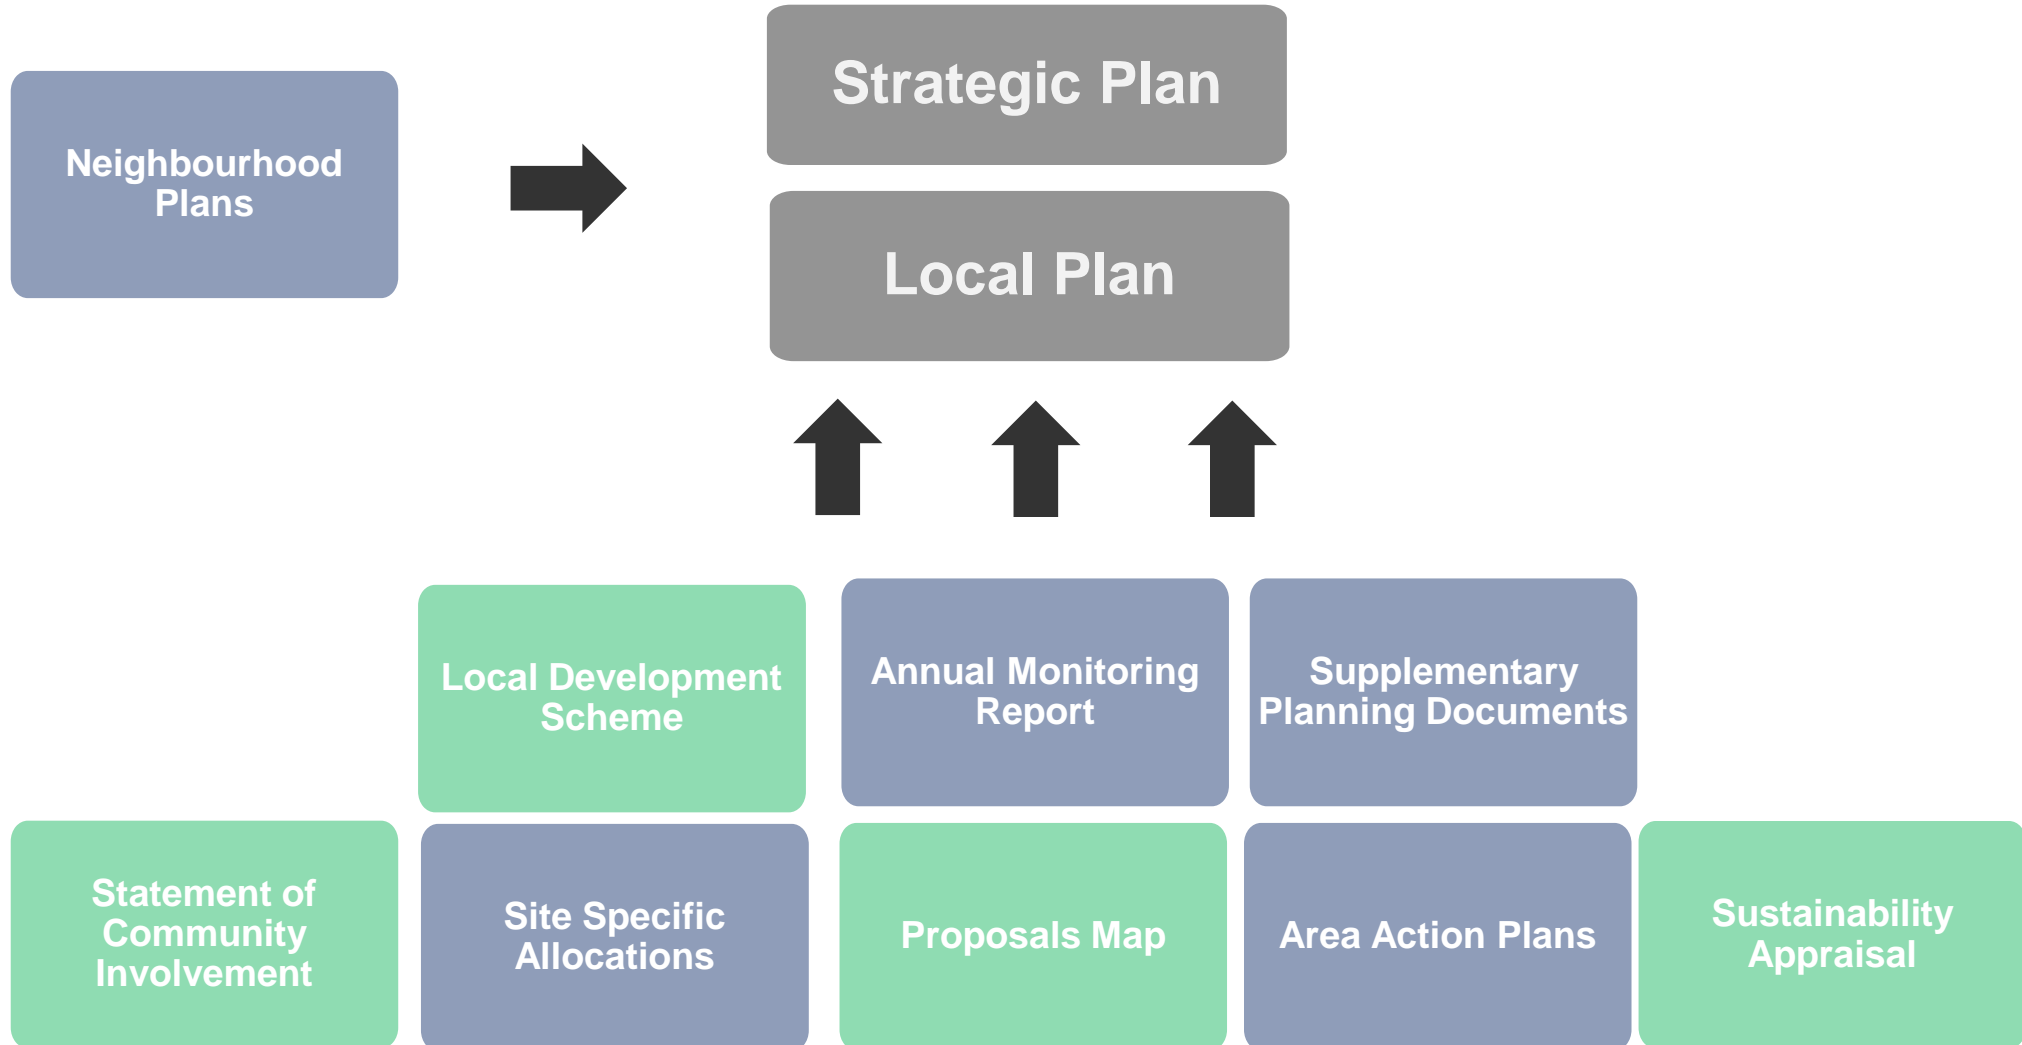 Strategic Plan
Neighbourhood
Plans
Local Plan
Local Development
Scheme
Annual Monitoring
Report
Supplementary
Planning Documents
Statement of
Community
Involvement
Site Specific
Allocations
Proposals Map
Area Action Plans
Sustainability
Appraisal